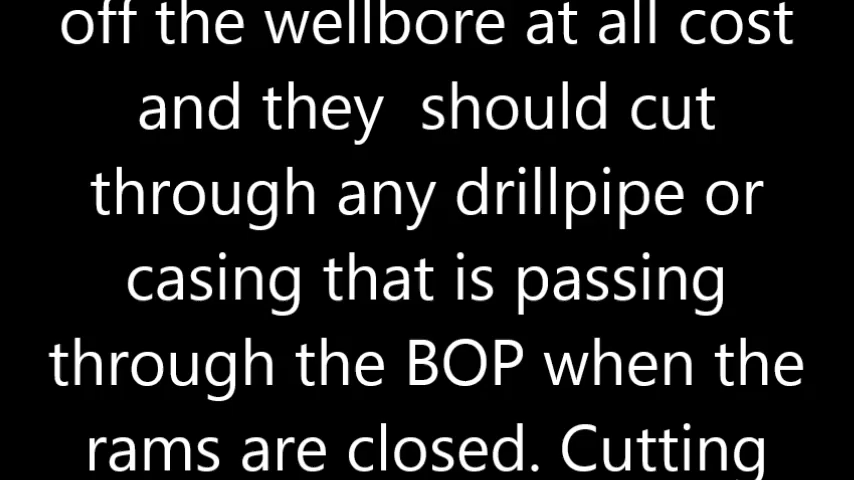 off the wellbore at all cost
and they  should cut
through any drillpipe or
casing that is passing
through the BOP when the
rams are closed. Cutting